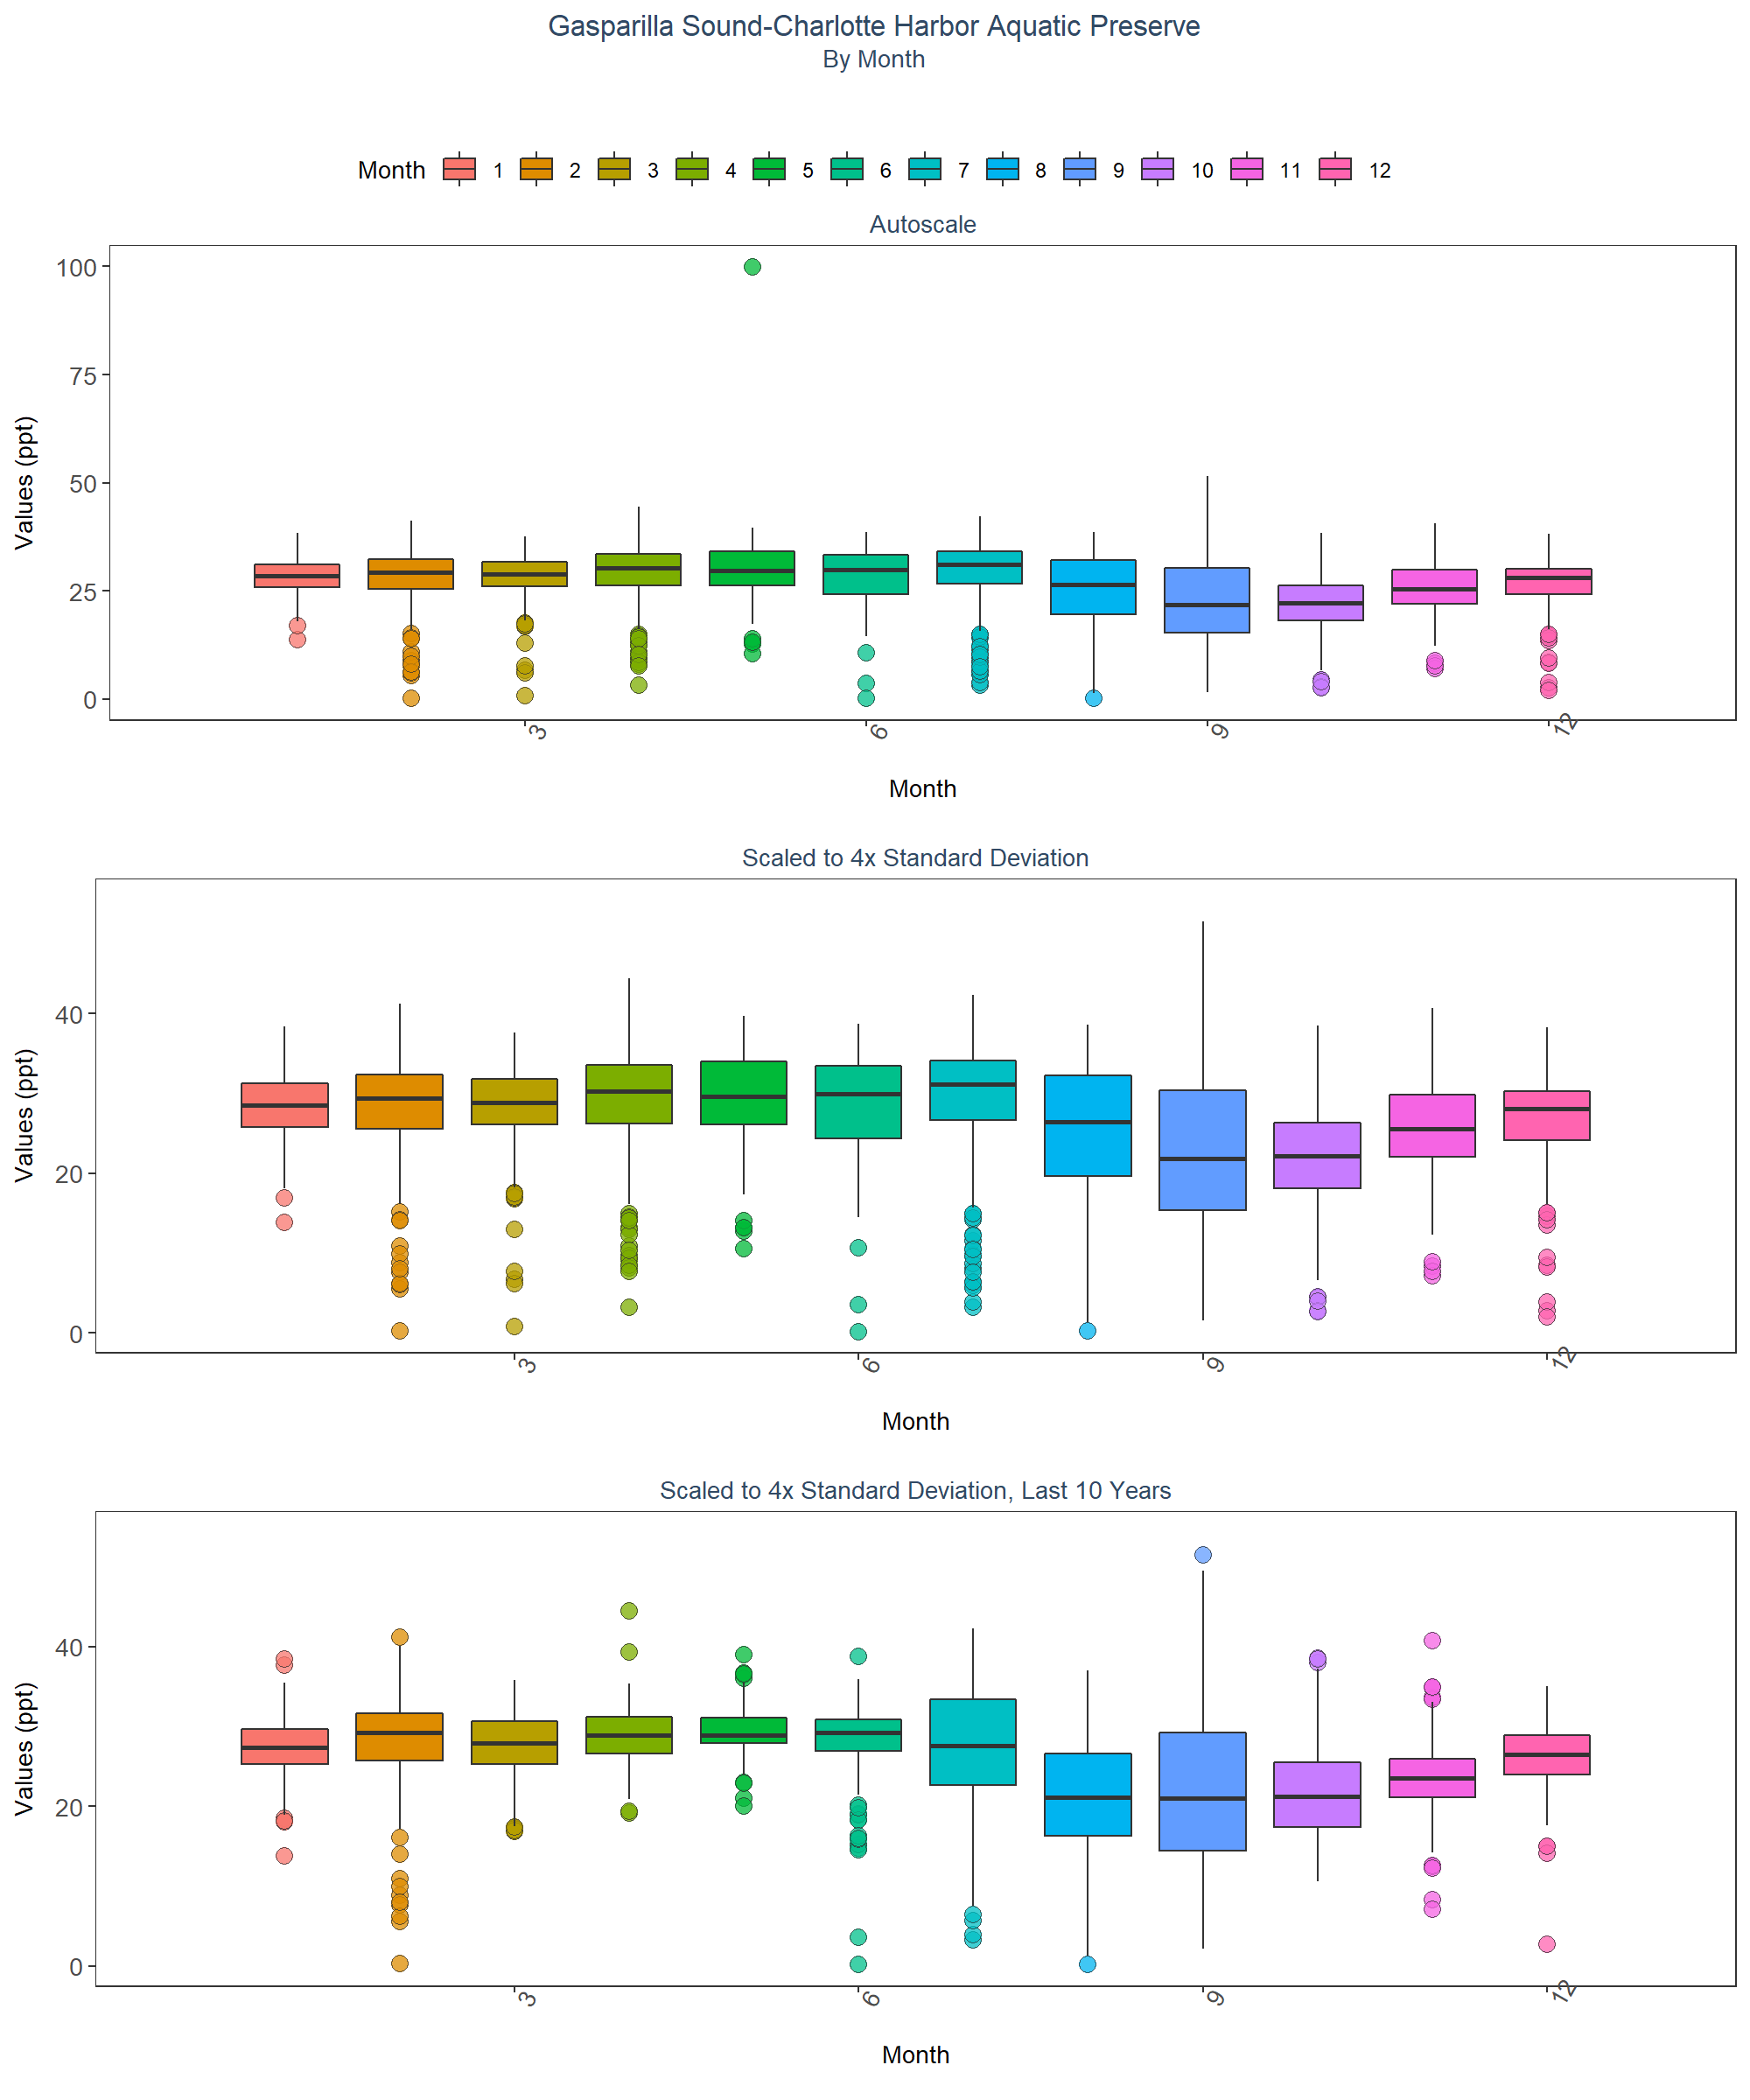 Gasparilla Sound-Charlotte Harbor Aquatic Preserve
By Month
Month 1 2 3 4 5 6 7 8 9 10 11 12
Autoscale
Values (ppt)
100
75
50
25
0
3 6 9 12
Month
Scaled to 4x Standard Deviation
Values (ppt)
40
20
0
3 6 9 12
Month
Scaled to 4x Standard Deviation, Last 10 Years
Values (ppt)
40
20
0
3 6 9 12
Month